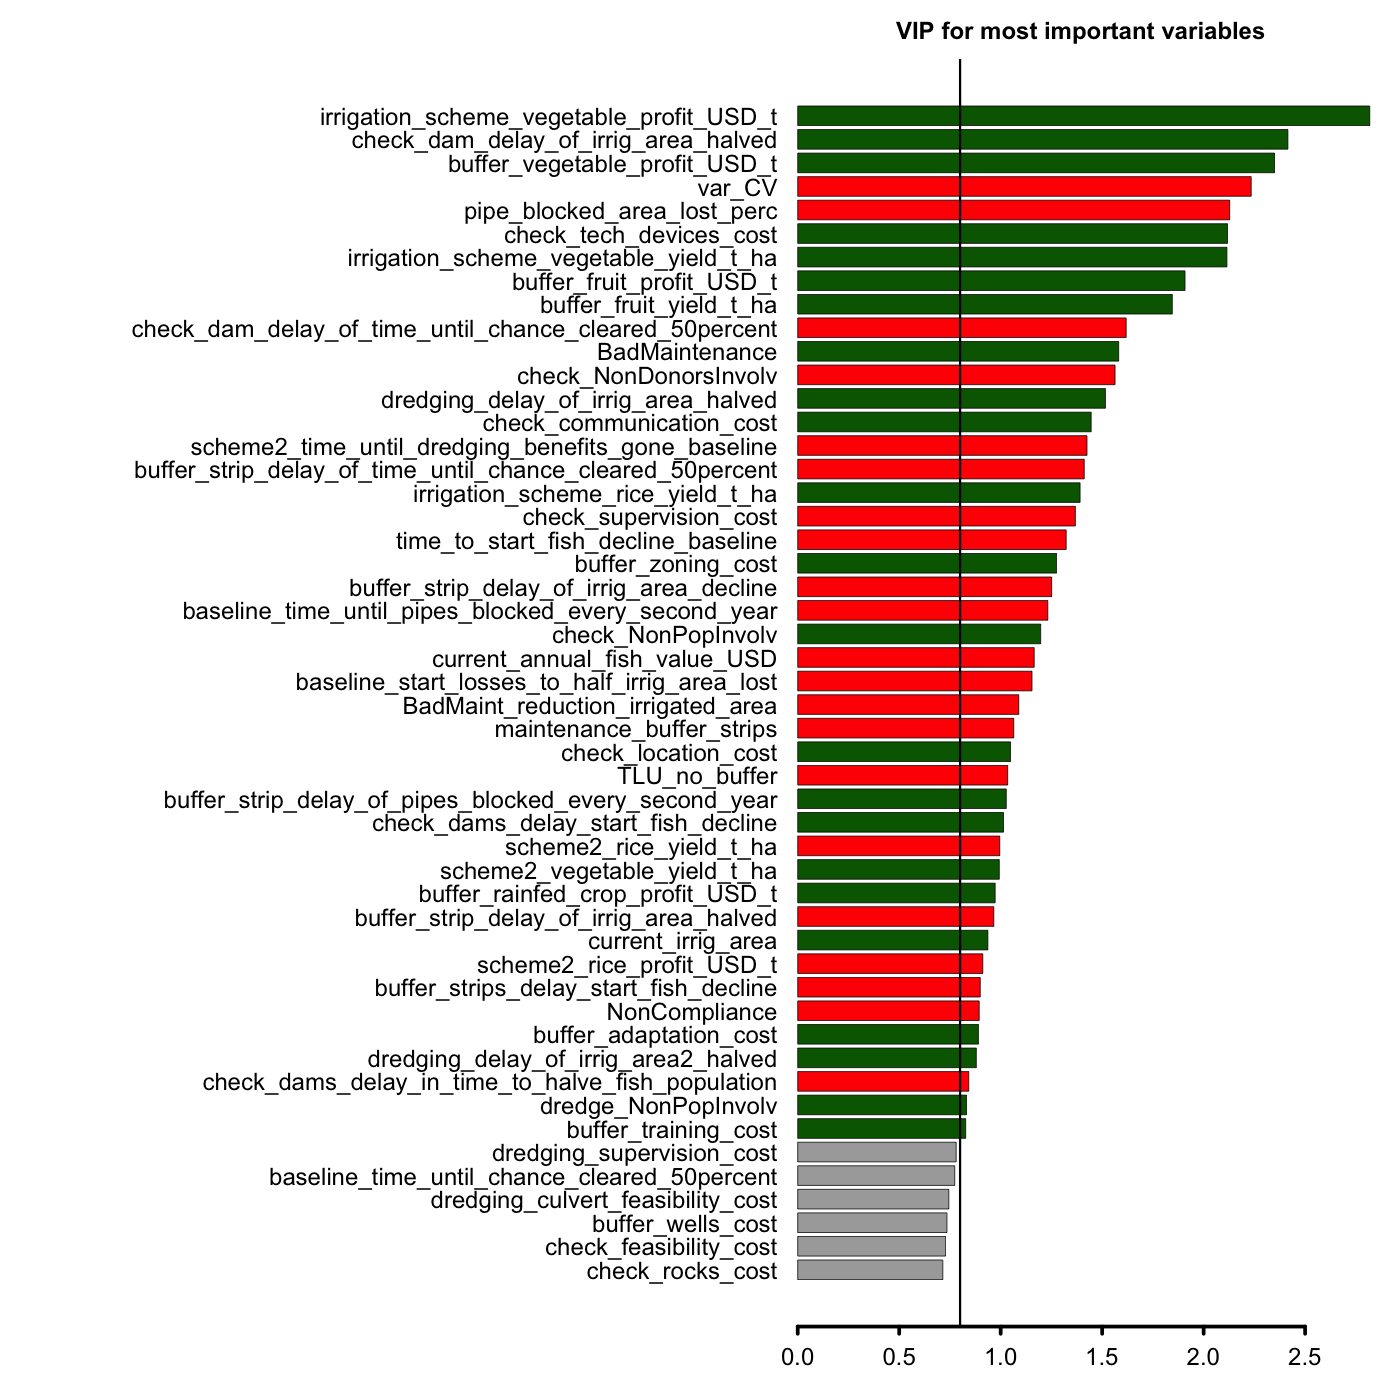 VIP for most important variables
irrigation_scheme_vegetable_profit_USD_t
check_dam_delay_of_irrig_area_halved
buffer_vegetable_profit_USD_t
var_CV
pipe_blocked_area_lost_perc
check_tech_devices_cost
irrigation_scheme_vegetable_yield_t_ha
buffer_fruit_profit_USD_t
buffer_fruit_yield_t_ha
check_dam_delay_of_time_until_chance_cleared_50percent
BadMaintenance
check_NonDonorsInvolv
dredging_delay_of_irrig_area_halved
check_communication_cost
scheme2_time_until_dredging_benefits_gone_baseline
buffer_strip_delay_of_time_until_chance_cleared_50percent
irrigation_scheme_rice_yield_t_ha
check_supervision_cost
time_to_start_fish_decline_baseline
buffer_zoning_cost
buffer_strip_delay_of_irrig_area_decline
baseline_time_until_pipes_blocked_every_second_year
check_NonPopInvolv
current_annual_fish_value_USD
baseline_start_losses_to_half_irrig_area_lost
BadMaint_reduction_irrigated_area
maintenance_buffer_strips
check_location_cost
TLU_no_buffer
buffer_strip_delay_of_pipes_blocked_every_second_year
check_dams_delay_start_fish_decline
scheme2_rice_yield_t_ha
scheme2_vegetable_yield_t_ha
buffer_rainfed_crop_profit_USD_t
buffer_strip_delay_of_irrig_area_halved
current_irrig_area
scheme2_rice_profit_USD_t
buffer_strips_delay_start_fish_decline
NonCompliance
buffer_adaptation_cost
dredging_delay_of_irrig_area2_halved
check_dams_delay_in_time_to_halve_fish_population
dredge_NonPopInvolv
buffer_training_cost
dredging_supervision_cost
baseline_time_until_chance_cleared_50percent
dredging_culvert_feasibility_cost
buffer_wells_cost
check_feasibility_cost
check_rocks_cost
0.0 0.5 1.0 1.5 2.0 2.5